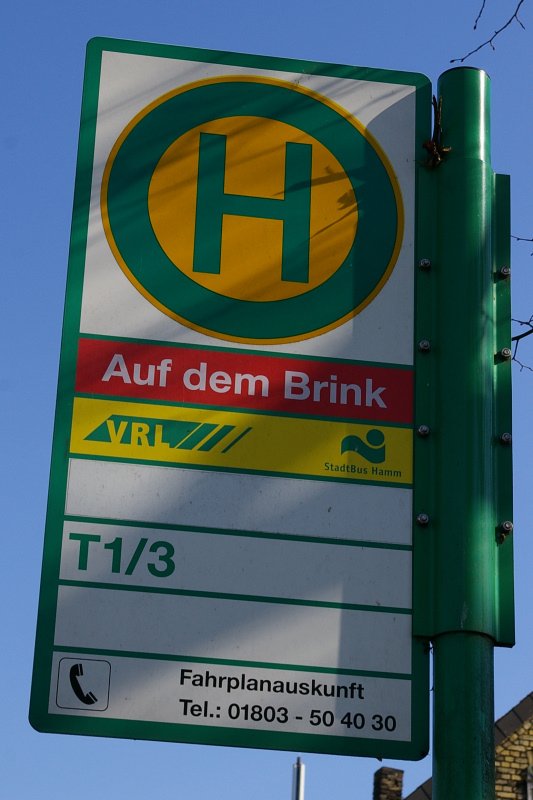 H
Auf dem Brink
VRL
StadtBus Hamm
T1/3
Fahrplanauskunft
Tel.: 01803 - 50 40 30